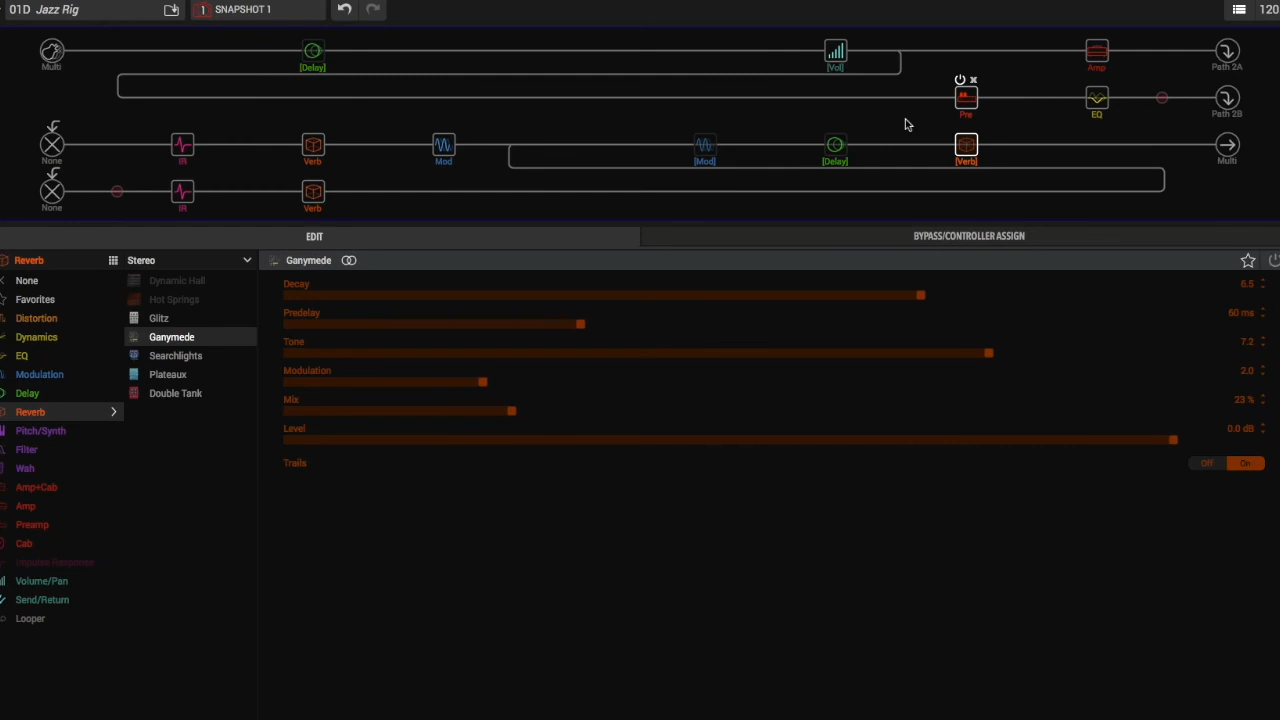 01D Jazz Rig
1 SNAPSHOT 1
120
Multi
[Delay]
[Vol]
Amp
Path 2A
Pre
EQ
Path 2B
None
IR
Verb
Mod
[Mod]
[Delay]
[Verb]
Multi
None
IR
Verb
EDIT
BYPASS/CONTROLLER ASSIGN
Reverb
Stereo
Ganymede
None
Favorites
Distortion
Dynamics
EQ
Modulation
Delay
Reverb
Pitch/Synth
Filter
Wah
Amp+Cab
Amp
Preamp
Cab
Impulse Response
Volume/Pan
Send/Return
Looper
Dynamic Hall
Hot Springs
Glitz
Ganymede
Searchlights
Plateaux
Double Tank
Decay 6.5
Predelay 60 ms
Tone 7.2
Modulation 2.0
Mix 23 %
Level 0.0 dB
Trails Off On